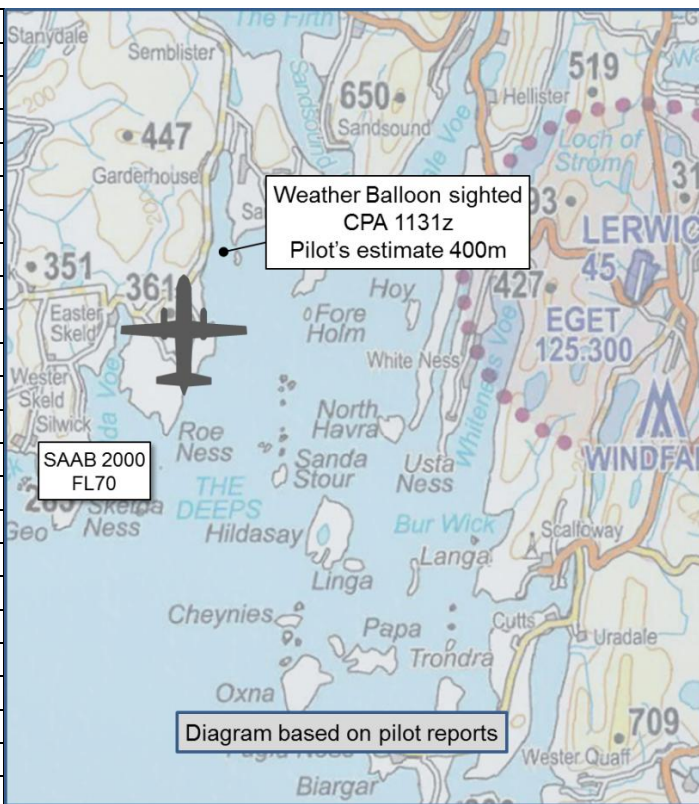 The Firth
Stanydale
Semblister
519
650
Hellister
Sandsound
447
Loch of
Strom
Garderhouse
200
31
Weather Balloon sighted
CPA 1131z
Pilot's estimate 400m
93
LERWIC
45
351
361
Hoy
427
Easter
Skeld
Fore
Holm
EGET
125.300
White Ness
Wester
Skeld
Silwick
North
Havra
Roe
Ness
SAAB 2000
FL70
Sanda
Stour
Usta
Ness
WINDFA
THE
DEEPS
Ness
Geo
Hildasay
Bur Wick
Scalloway
Langa
Linga
Cheynies
Papa
Cutts
Uradale
Trondra
Oxna
Diagram based on pilot reports
709
Wester Quaff
Biargar